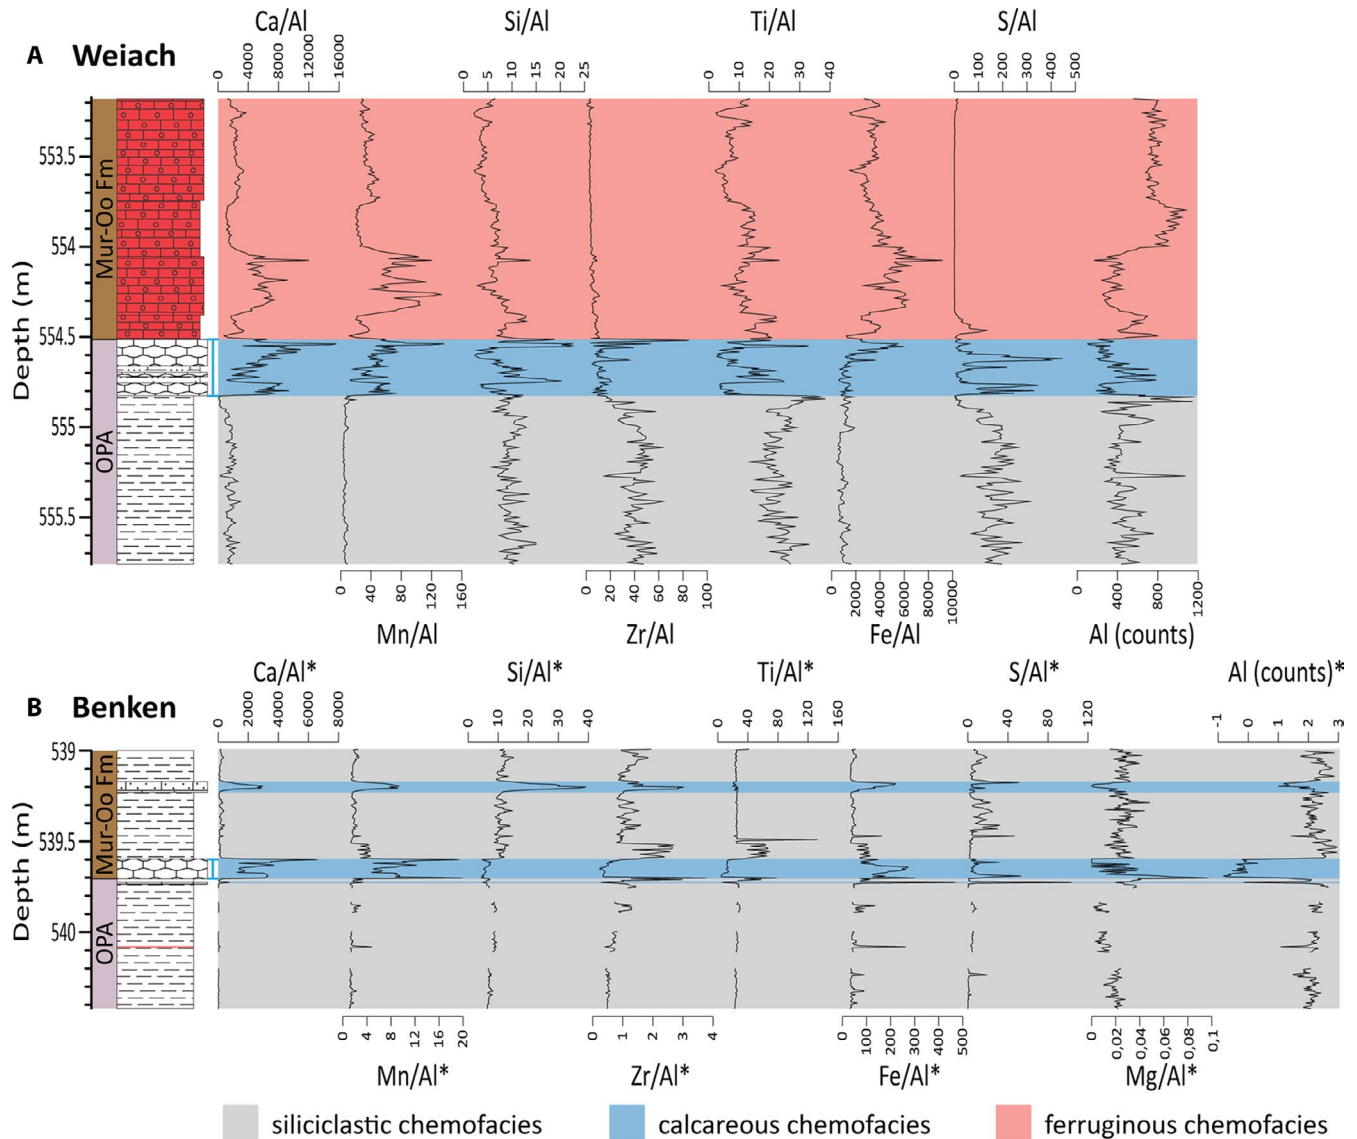 Ca/Al Si/Al Ti/Al S/Al
A Weiach
0 4000 8000 12000 16000 0 5 10 15 20 25 0 10 20 30 40 0 100 200 300 400 500
Depth (m)
Mur-Oo Fm
OPA
553.5
554
554.5
555
555.5
0 40 80 120 160 0 20 40 60 80 100 0 2000 4000 6000 8000 10000 0 400 800 1200
Mn/Al Zr/Al Fe/Al Al (counts)
Ca/Al* Si/Al* Ti/Al* S/Al* Al (counts)*
B Benken
0 2000 4000 6000 8000 0 10 20 30 40 0 40 80 120 160 0 40 80 120 -1 0 1 2 3
Depth (m)
Mur-Oo Fm
OPA
539
539.5
540
0 4 8 12 16 20 0 1 2 3 4 0 100 200 300 400 500 0 0,02 0,04 0,06 0,08 0,1
Mn/Al* Zr/Al* Fe/Al* Mg/Al*
siliciclastic chemofacies calcareous chemofacies ferruginous chemofacies